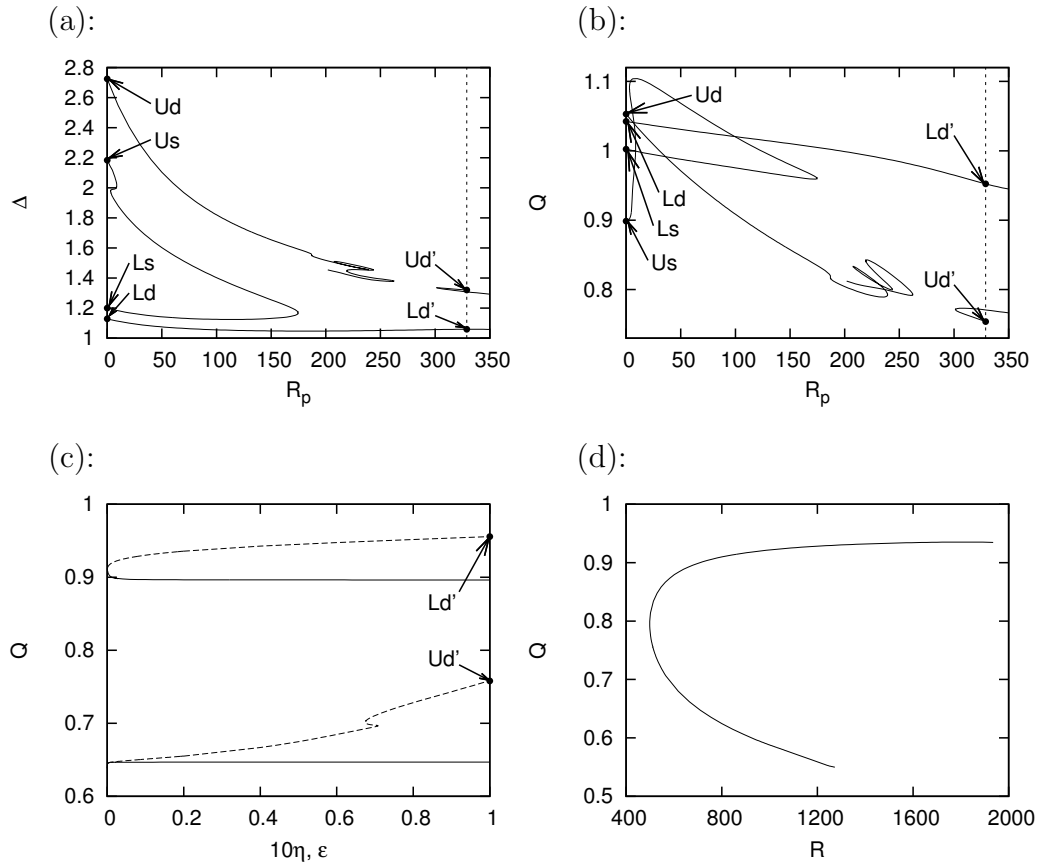 (a):
2.8
2.6
2.4
2.2
2
1.8
1.6
1.4
1.2
1
Δ
Ud
Us
Ls
Ld
Ud'
Ld'
0 50 100 150 200 250 300 350
R_p
(b):
1.1
1
0.9
0.8
Q
Ud
Ld'
Ld
Ls
Us
Ud'
0 50 100 150 200 250 300 350
R_p
(c):
1
0.9
0.8
0.7
0.6
Q
Ld'
Ud'
0 0.2 0.4 0.6 0.8 1
10η, ε
(d):
1
0.9
0.8
0.7
0.6
0.5
Q
400 800 1200 1600 2000
R